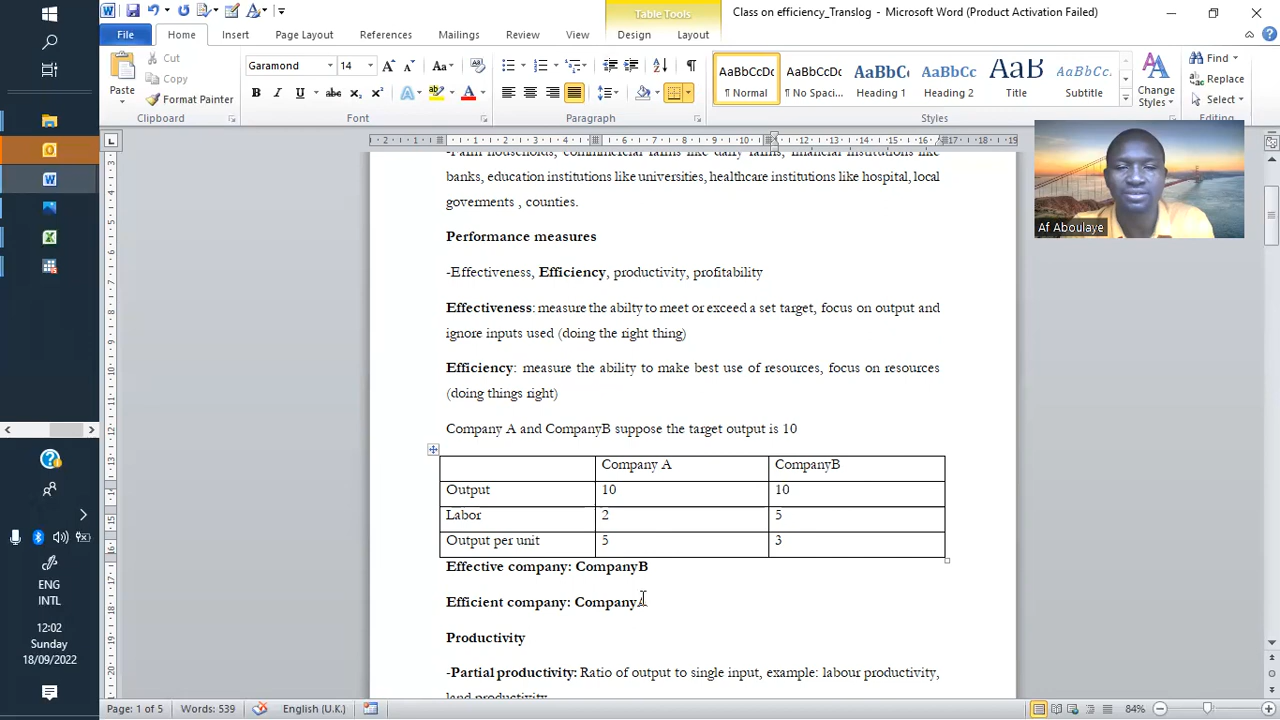 Class on efficiency_Trandog - Microsoft Word (Product Activation Failed)
Table Tools
File Home Insert Page Layout References Mailings Review View Design Layout
Paste
Cut
Copy
Format Painter
Clipboard
Garamond 14
Font
Paragraph
AaBbCcDc AaBbCcDc AaBbCc AaBbCc AaB AaBbCcI
¶ Normal ¶ No Spaci... Heading 1 Heading 2 Title Subtitle
Change Styles
Styles
Find
Replace
Select
Editing
Af Aboulaye
banks, education institutions like universities, healthcare institutions like hospital, local
goverments , counties.
Performance measures
-Effectiveness, Efficiency, productivity, profitability
Effectiveness: measure the abilty to meet or exceed a set target, focus on output and
ignore inputs used (doing the right thing)
Efficiency: measure the ability to make best use of resources, focus on resources
(doing things right)
Company A and CompanyB suppose the target output is 10
Company A CompanyB
Output 10 10
Labor 2 5
Output per unit 5 3
Effective company: CompanyB
Efficient company: CompanyA
Productivity
-Partial productivity: Ratio of output to single input, example: labour productivity,
ENG
INTL
12:02
Sunday
18/09/2022
Page: 1 of 5 Words: 539 English (U.K.) 84%